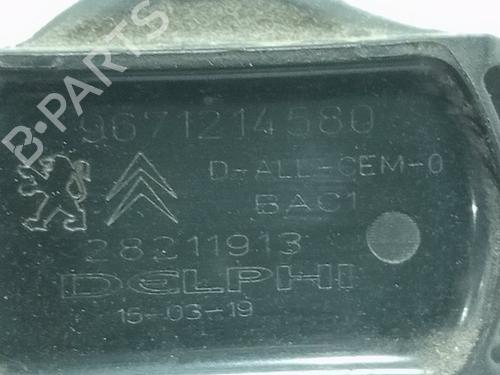 9671214580
D-ALL-CEM-0
BAC1
28211913
DELPHI
15-03-19
B-PARTS